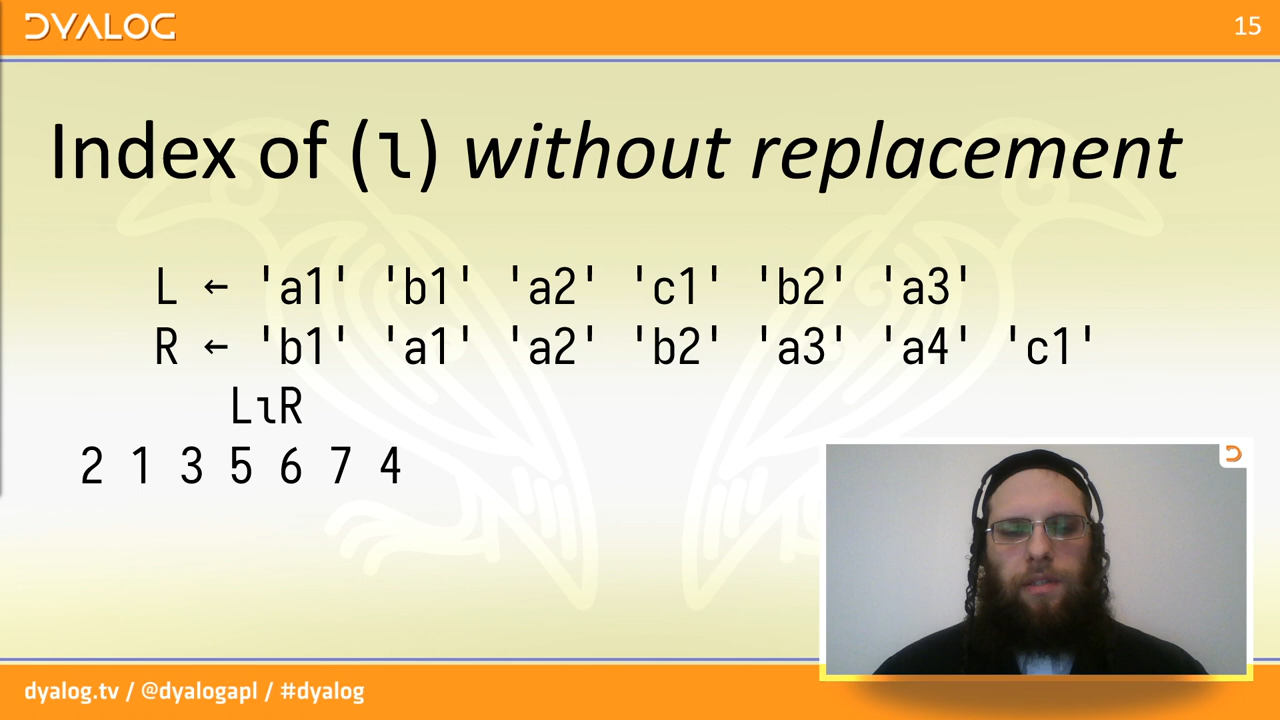 DYALOG
15
Index of (⍳) without replacement
L ← 'a1' 'b1' 'a2' 'c1' 'b2' 'a3'
R ← 'b1' 'a1' 'a2' 'b2' 'a3' 'a4' 'c1'
L⍳R
2 1 3 5 6 7 4
dyalog.tv / @dyalogapl / #dyalog